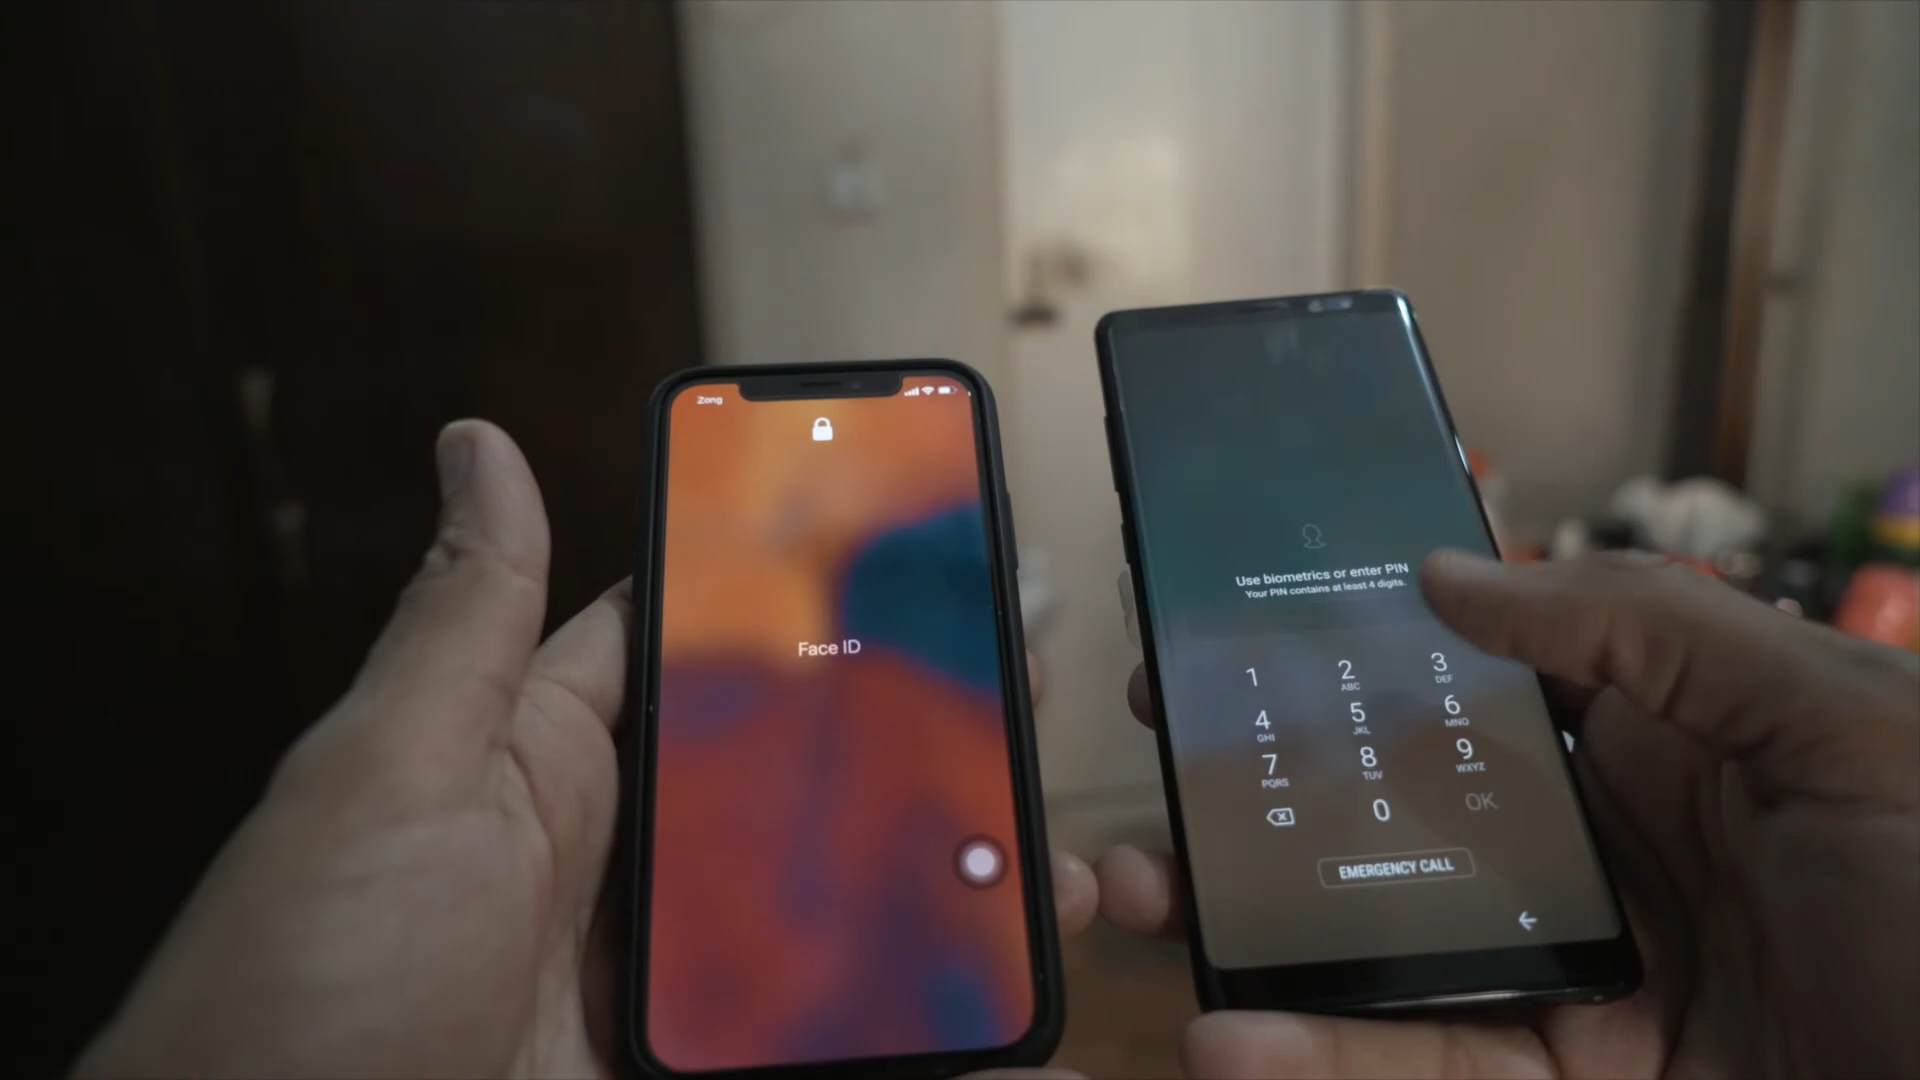 Zong
Face ID
Use biometrics or enter PIN
Your PIN contains at least 4 digits.
1 2 3
ABC DEF
4 5 6
GHI JKL MNO
7 8 9
PQRS TUV WXYZ
0 OK
EMERGENCY CALL